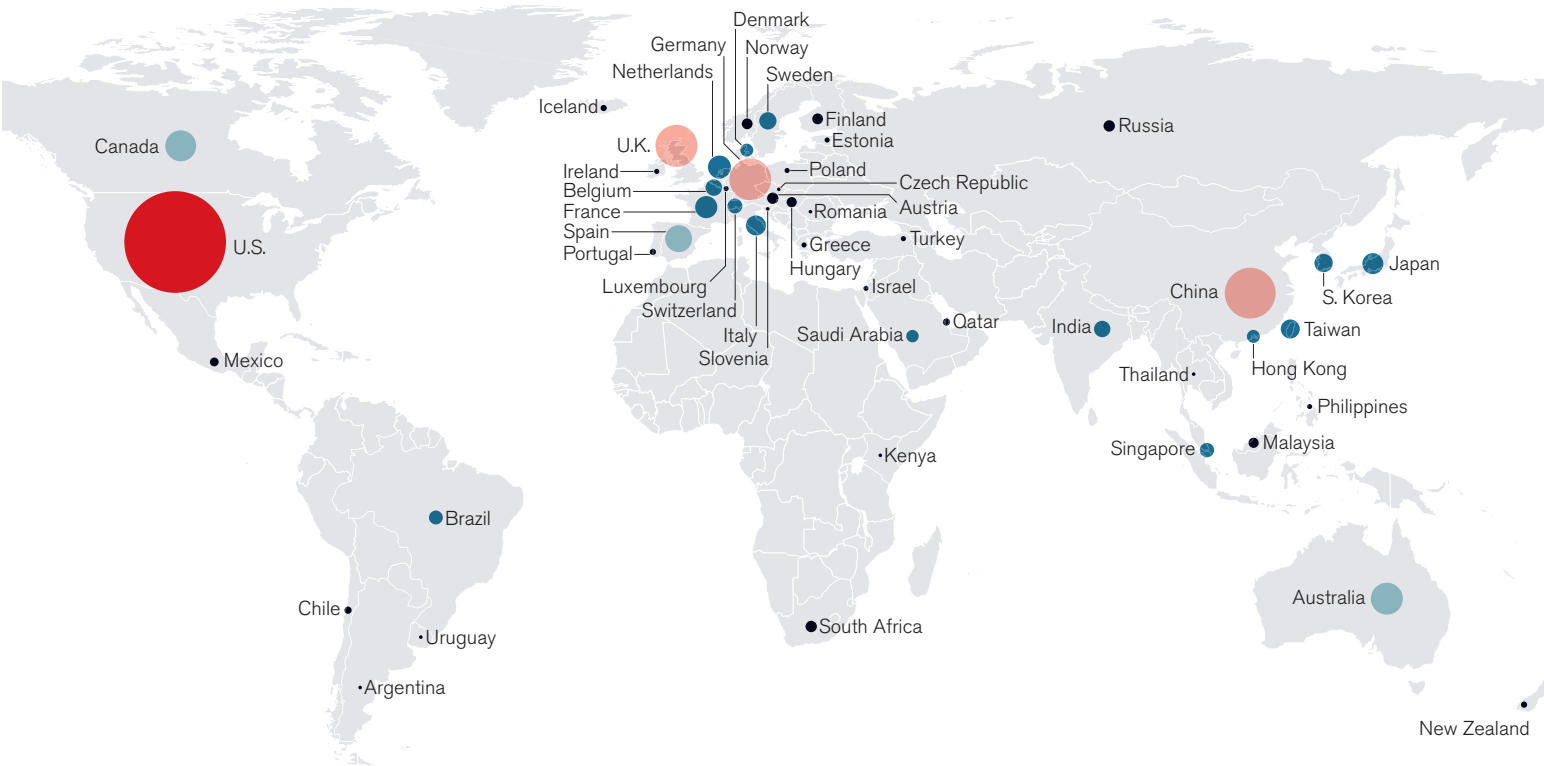 Denmark
Germany
Norway
Netherlands
Sweden
Iceland
Finland
Russia
Canada
U.K.
Estonia
Ireland
Poland
Belgium
Czech Republic
France
Romania
Austria
Spain
U.S.
Portugal
Greece
Turkey
Hungary
Japan
Luxembourg
Israel
China
S. Korea
Switzerland
Qatar
Italy
Saudi Arabia
India
Taiwan
Slovenia
Mexico
Hong Kong
Thailand
Philippines
Malaysia
Singapore
Kenya
Brazil
Australia
Chile
South Africa
Uruguay
Argentina
New Zealand